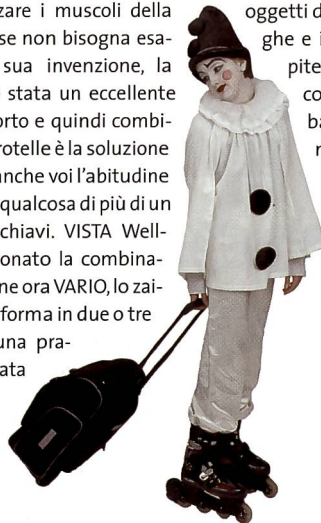 zare i muscoli della
se non bisogna esa-
sua invenzione, la
stata un eccellente
orto e quindi combi-
rotelle è la soluzione
anche voi l'abitudine
qualcosa di più di un
chiavi. VISTA Well-
onato la combina-
ne ora VARIO, lo zai-
forma in due o tre
una pra-
ata
oggetti d
ghe e i
pite
co
ba